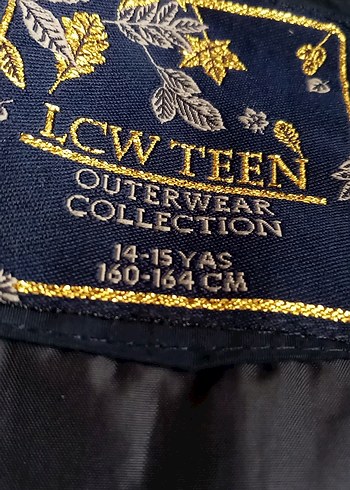 LCW TEEN
OUTERWEAR
COLLECTION
14-15 YAS
160-164 CM